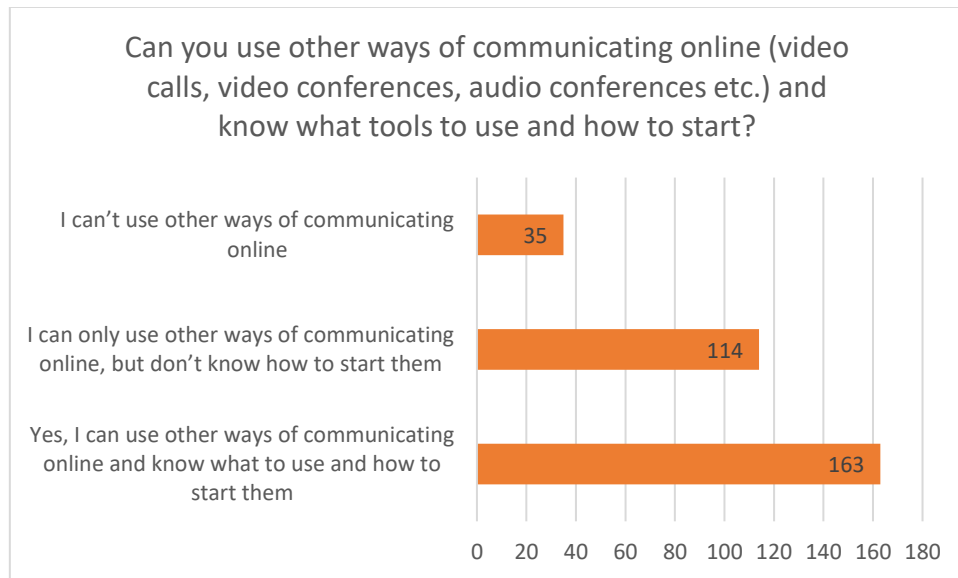 Can you use other ways of communicating online (video
calls, video conferences, audio conferences etc.) and
know what tools to use and how to start?
I can’t use other ways of communicating
online
35
I can only use other ways of communicating
online, but don’t know how to start them
114
Yes, I can use other ways of communicating
online and know what to use and how to
start them
163
0 20 40 60 80 100 120 140 160 180